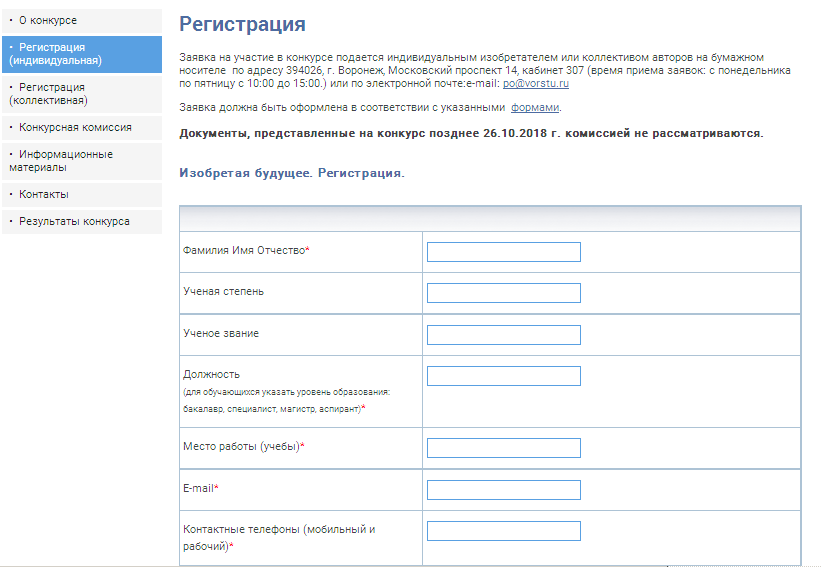 · О конкурсе
· Регистрация
(индивидуальная)
· Регистрация
(коллективная)
· Конкурсная комиссия
· Информационные
материалы
· Контакты
· Результаты конкурса
Регистрация
Заявка на участие в конкурсе подается индивидуальным изобретателем или коллективом авторов на бумажном
носителе по адресу 394026, г. Воронеж, Московский проспект 14, кабинет 307 (время приема заявок: с понедельника
по пятницу с 10:00 до 15:00.) или по электронной почте:e-mail: po@vorstu.ru
Заявка должна быть оформлена в соответствии с указанными формами.
Документы, представленные на конкурс позднее 26.10.2018 г. комиссией не рассматриваются.
Изобретая будущее. Регистрация.
Фамилия Имя Отчество*
Ученая степень
Ученое звание
Должность
(для обучающихся указать уровень образования:
бакалавр, специалист, магистр, аспирант)*
Место работы (учебы)*
E-mail*
Контактные телефоны (мобильный и
рабочий)*